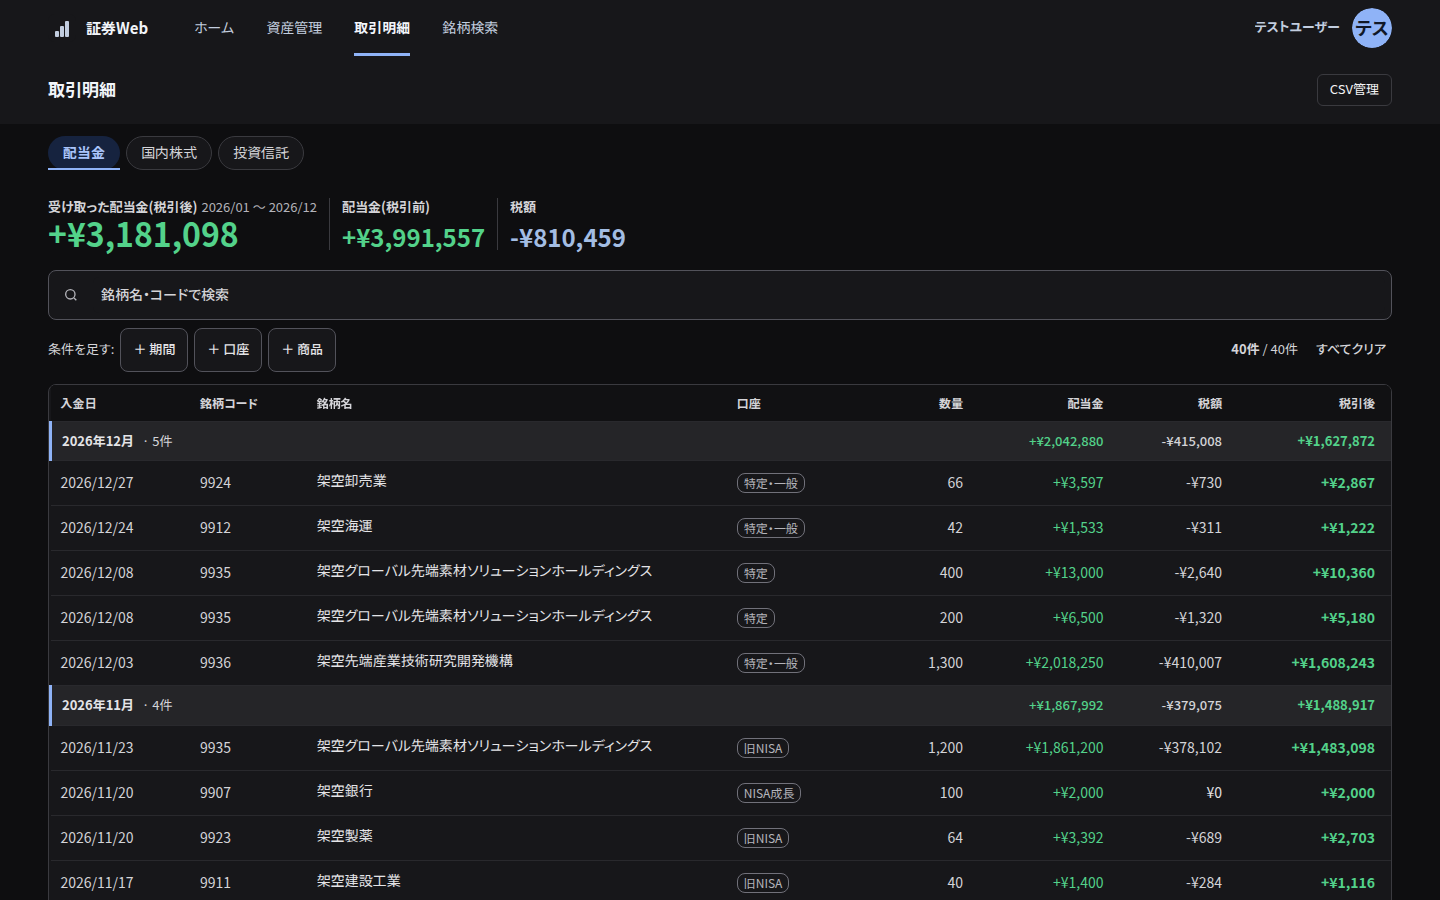 証券Web ホーム 資産管理 取引明細 銘柄検索 テストユーザー テス
取引明細 CSV管理
配当金 国内株式 投資信託
受け取った配当金(税引後) 2026/01 〜 2026/12 配当金(税引前) 税額
+¥3,181,098 +¥3,991,557 -¥810,459
銘柄名・コードで検索
条件を足す: ＋ 期間 ＋ 口座 ＋ 商品 40件 / 40件 すべてクリア
入金日 銘柄コード 銘柄名 口座 数量 配当金 税額 税引後
2026年12月 · 5件 +¥2,042,880 -¥415,008 +¥1,627,872
2026/12/27 9924 架空卸売業 特定・一般 66 +¥3,597 -¥730 +¥2,867
2026/12/24 9912 架空海運 特定・一般 42 +¥1,533 -¥311 +¥1,222
2026/12/08 9935 架空グローバル先端素材ソリューションホールディングス 特定 400 +¥13,000 -¥2,640 +¥10,360
2026/12/08 9935 架空グローバル先端素材ソリューションホールディングス 特定 200 +¥6,500 -¥1,320 +¥5,180
2026/12/03 9936 架空先端産業技術研究開発機構 特定・一般 1,300 +¥2,018,250 -¥410,007 +¥1,608,243
2026年11月 · 4件 +¥1,867,992 -¥379,075 +¥1,488,917
2026/11/23 9935 架空グローバル先端素材ソリューションホールディングス 旧NISA 1,200 +¥1,861,200 -¥378,102 +¥1,483,098
2026/11/20 9907 架空銀行 NISA成長 100 +¥2,000 ¥0 +¥2,000
2026/11/20 9923 架空製薬 旧NISA 64 +¥3,392 -¥689 +¥2,703
2026/11/17 9911 架空建設工業 旧NISA 40 +¥1,400 -¥284 +¥1,116